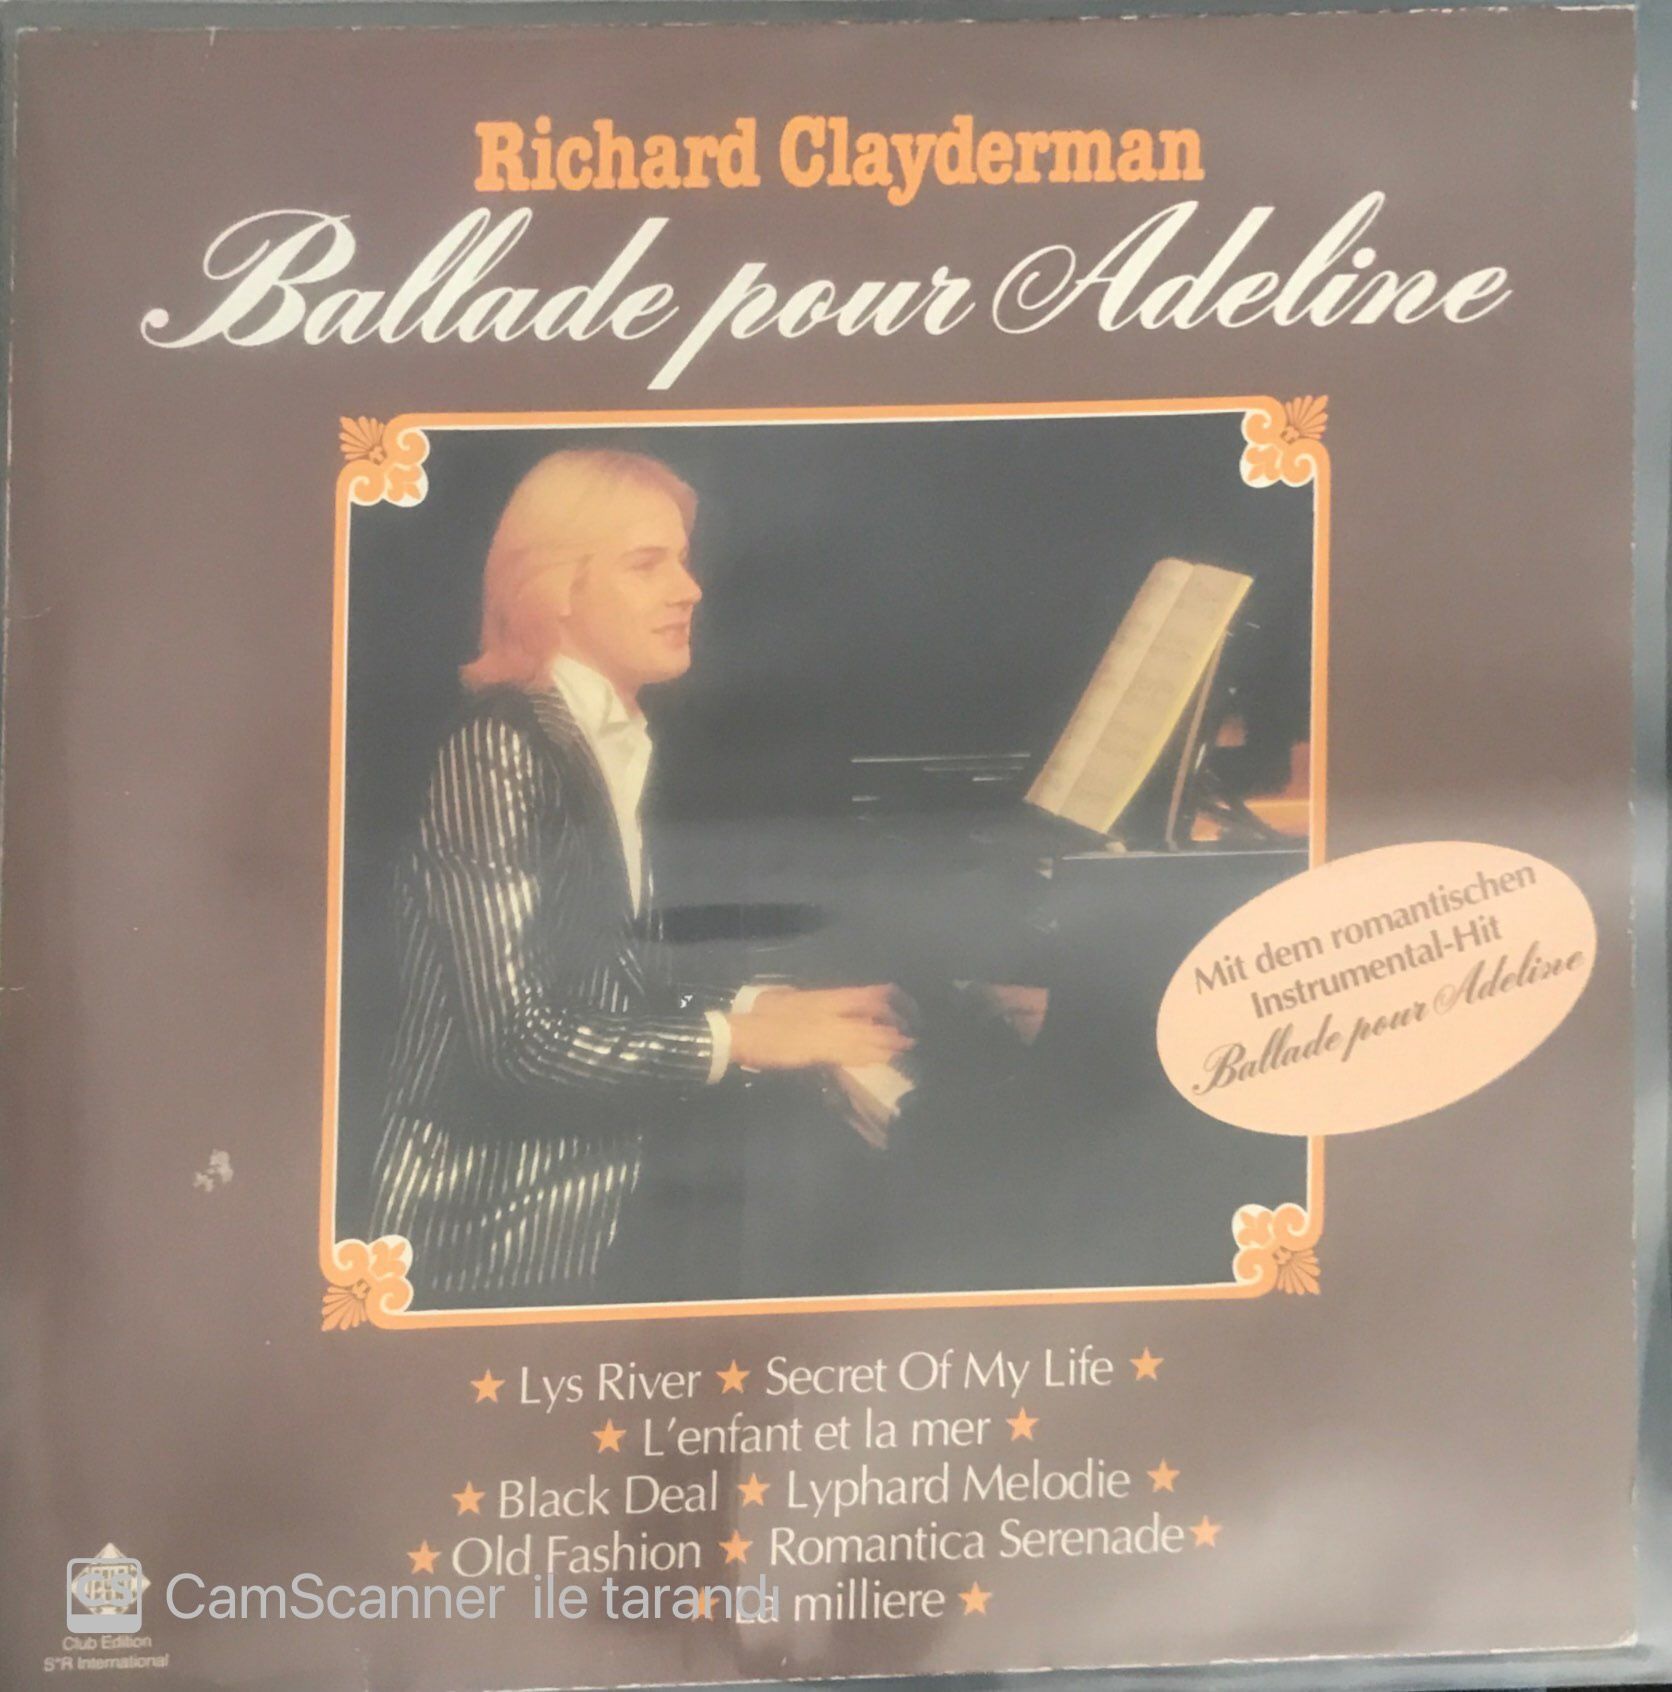 Richard Clayderman
Ballade pour Adeline
Mit dem romantischen
Instrumental-Hit
Ballade pour Adeline
★ Lys River ★ Secret Of My Life ★
★ L'enfant et la mer ★
★ Black Deal ★ Lyphard Melodie ★
★ Old Fashion ★ Romantica Serenade ★
★ La milliere ★
CS CamScanner ile tarandı
Club Edition
S*R International